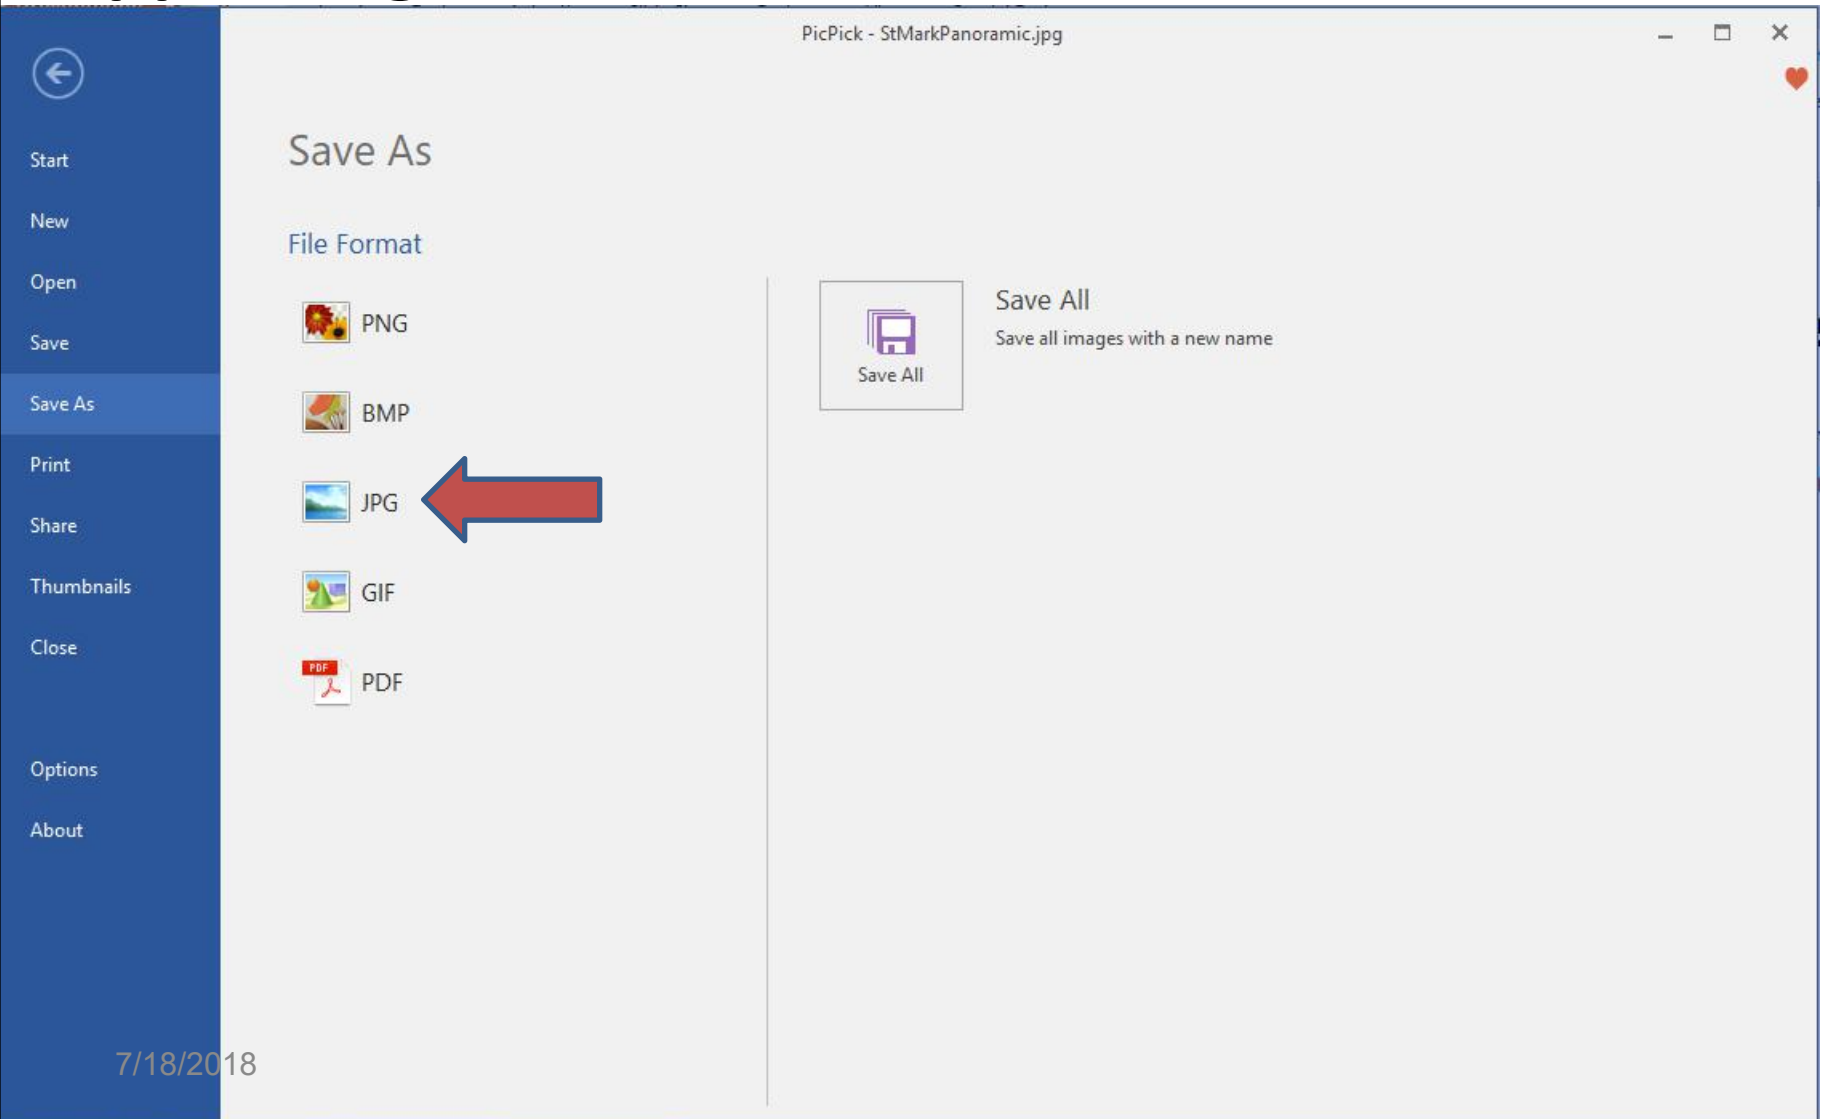 PicPick - StMarkPanoramic.jpg
Start
New
Open
Save
Save As
Print
Share
Thumbnails
Close
Options
About
Save As
File Format
PNG
BMP
JPG
GIF
PDF
PDF
Save All
Save All
Save all images with a new name
7/18/2018